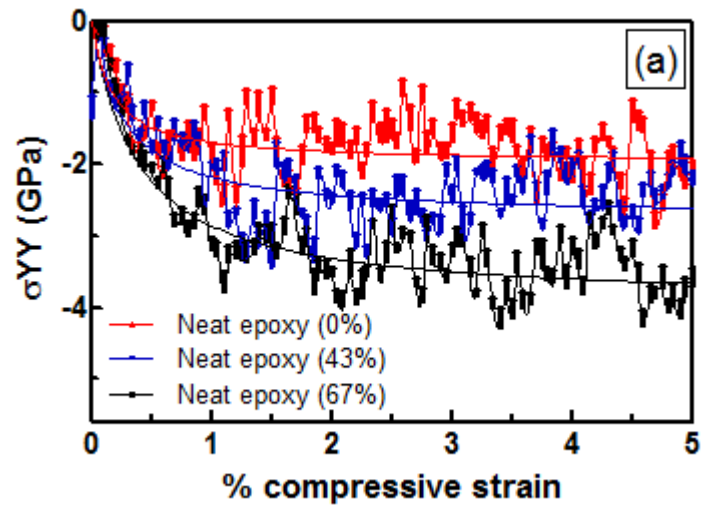 (a)
0
-2
-4
σYY (GPa)
Neat epoxy (0%)
Neat epoxy (43%)
Neat epoxy (67%)
0 1 2 3 4 5
% compressive strain